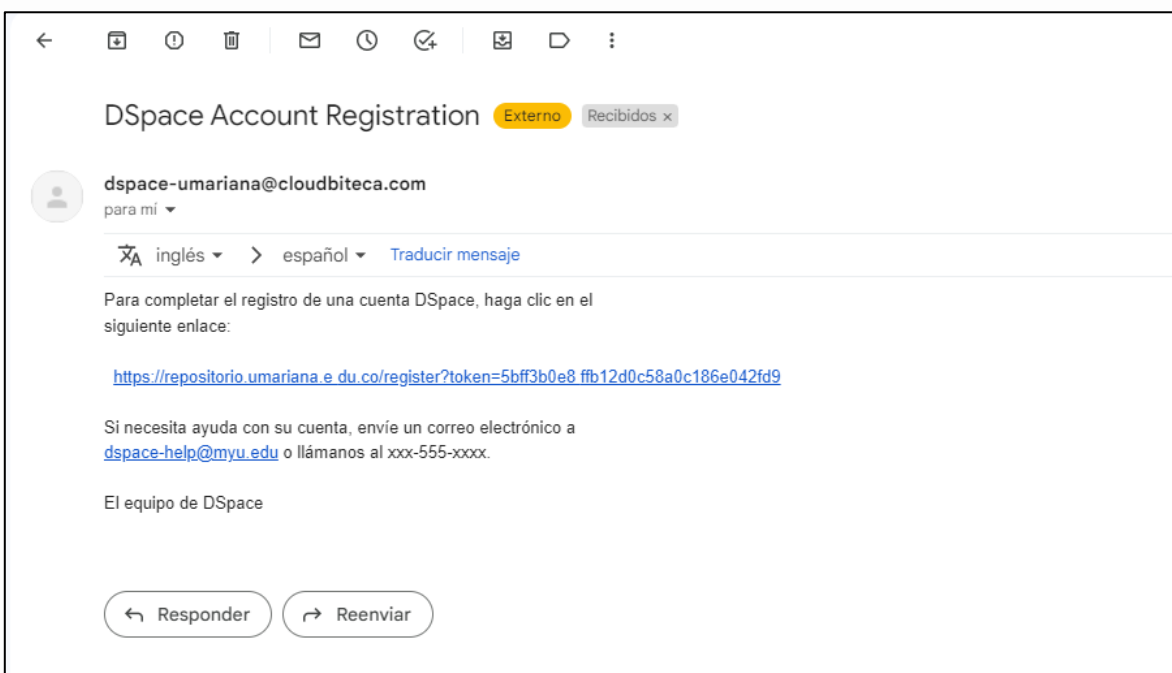 DSpace Account Registration Externo Recibidos ×
dspace-umariana@cloudbiteca.com
para mí
inglés > español Traducir mensaje
Para completar el registro de una cuenta DSpace, haga clic en el
siguiente enlace:
https://repositorio.umariana.e du.co/register?token=5bff3b0e8 ffb12d0c58a0c186e042fd9
Si necesita ayuda con su cuenta, envíe un correo electrónico a
dspace-help@myu.edu o llámanos al xxx-555-xxxx.
El equipo de DSpace
Responder Reenviar